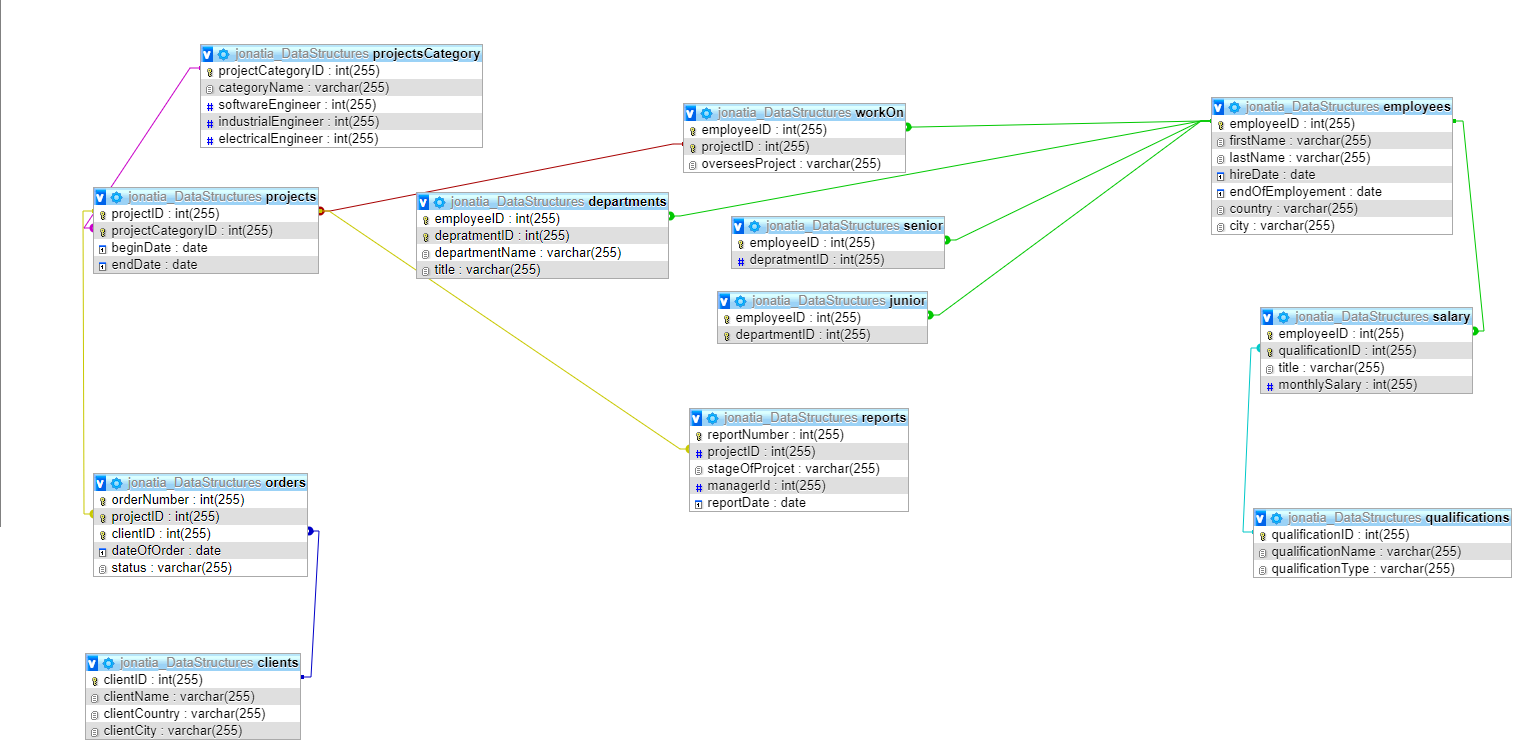 jonatia_DataStructures projectsCategory
projectCategoryID : int(255)
categoryName : varchar(255)
softwareEngineer : int(255)
industrialEngineer : int(255)
electricalEngineer : int(255)
jonatia_DataStructures projects
projectID : int(255)
projectCategoryID : int(255)
beginDate : date
endDate : date
jonatia_DataStructures departments
employeeID : int(255)
depratmentID : int(255)
departmentName : varchar(255)
title : varchar(255)
jonatia_DataStructures workOn
employeeID : int(255)
projectID : int(255)
overseesProject : varchar(255)
jonatia_DataStructures senior
employeeID : int(255)
depratmentID : int(255)
jonatia_DataStructures junior
employeeID : int(255)
departmentID : int(255)
jonatia_DataStructures employees
employeeID : int(255)
firstName : varchar(255)
lastName : varchar(255)
hireDate : date
endOfEmployement : date
country : varchar(255)
city : varchar(255)
jonatia_DataStructures salary
employeeID : int(255)
qualificationID : int(255)
title : varchar(255)
monthlySalary : int(255)
jonatia_DataStructures reports
reportNumber : int(255)
projectID : int(255)
stageOfProjcet : varchar(255)
managerId : int(255)
reportDate : date
jonatia_DataStructures orders
orderNumber : int(255)
projectID : int(255)
clientID : int(255)
dateOfOrder : date
status : varchar(255)
jonatia_DataStructures qualifications
qualificationID : int(255)
qualificationName : varchar(255)
qualificationType : varchar(255)
jonatia_DataStructures clients
clientID : int(255)
clientName : varchar(255)
clientCountry : varchar(255)
clientCity : varchar(255)